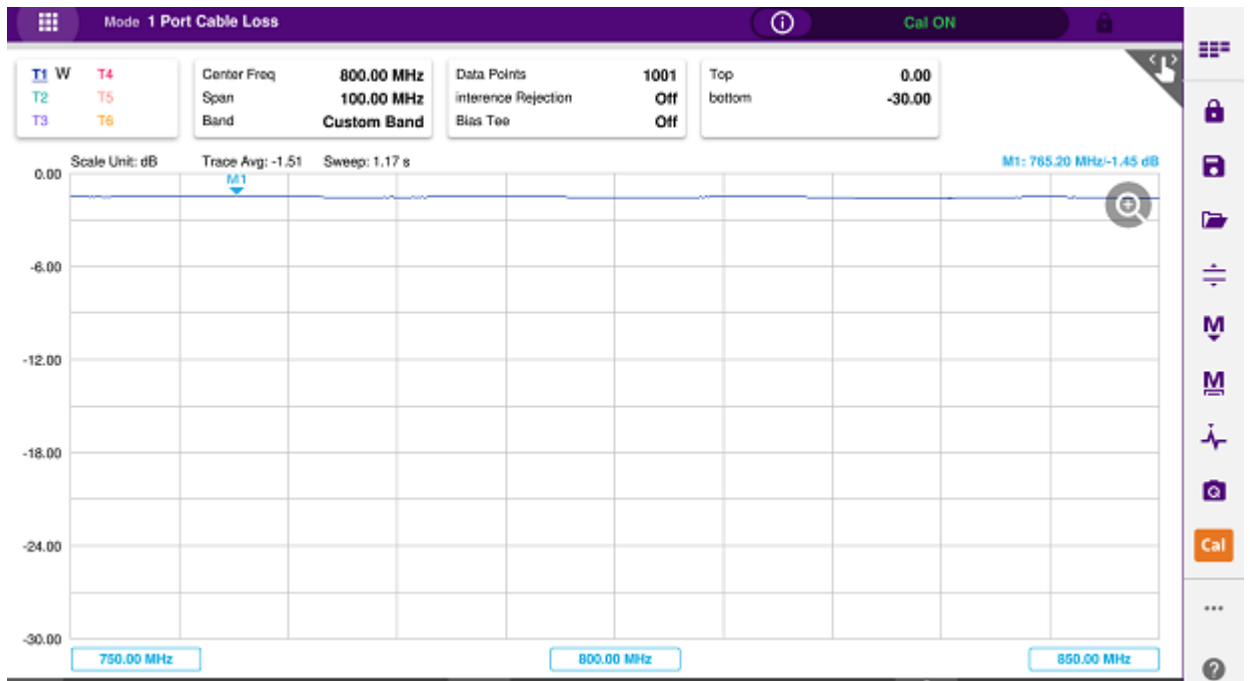 Mode 1 Port Cable Loss
Cal ON
T1 W T4
T2 T5
T3 T6
Center Freq 800.00 MHz
Span 100.00 MHz
Band Custom Band
Data Points 1001
interence Rejection Off
Bias Tee Off
Top 0.00
bottom -30.00
Scale Unit: dB Trace Avg: -1.51 Sweep: 1.17 s M1: 765.20 MHz/-1.45 dB
0.00
M1
-6.00
-12.00
-18.00
-24.00
-30.00
750.00 MHz 800.00 MHz 850.00 MHz
M
M
Cal
...
?